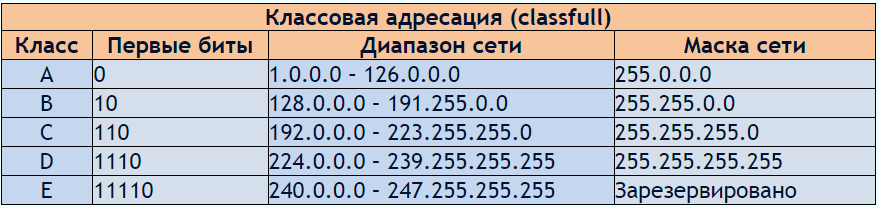 Классовая адресация (classfull)
Класс Первые биты Диапазон сети Маска сети
A 0 1.0.0.0 – 126.0.0.0 255.0.0.0
B 10 128.0.0.0 – 191.255.0.0 255.255.0.0
C 110 192.0.0.0 – 223.255.255.0 255.255.255.0
D 1110 224.0.0.0 – 239.255.255.255 255.255.255.255
E 11110 240.0.0.0 – 247.255.255.255 Зарезервировано